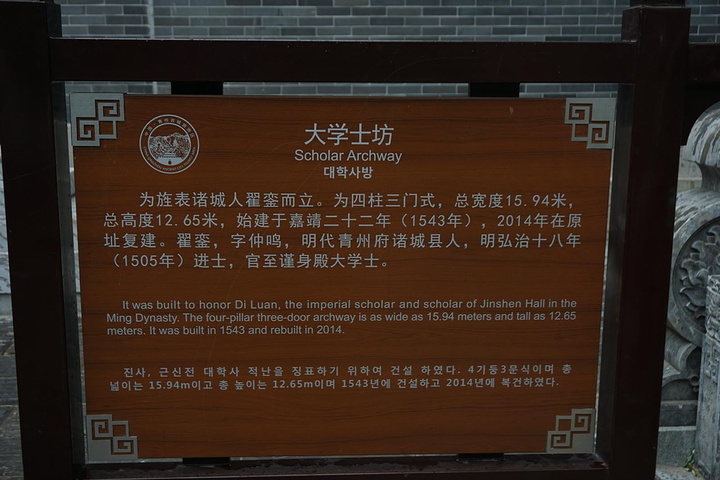 大学士坊
Scholar Archway
대학사방
为旌表诸城人翟銮而立。为四柱三门式，总宽度15.94米，
总高度12.65米，始建于嘉靖二十二年（1543年），2014年在原
址复建。翟銮，字仲鸣，明代青州府诸城县人，明弘治十八年
（1505年）进士，官至谨身殿大学士。
It was built to honor Di Luan, the imperial scholar and scholar of Jinshen Hall in the
Ming Dynasty. The four-pillar three-door archway is as wide as 15.94 meters and tall as 12.65
meters. It was built in 1543 and rebuilt in 2014.
진사, 근신전 대학사 적난을 징표하기 위하여 건설 하였다. 4기둥3문식이며 총
넓이는 15.94m이고 총 높이는 12.65m이며 1543년에 건설하고 2014년에 복건하였다.